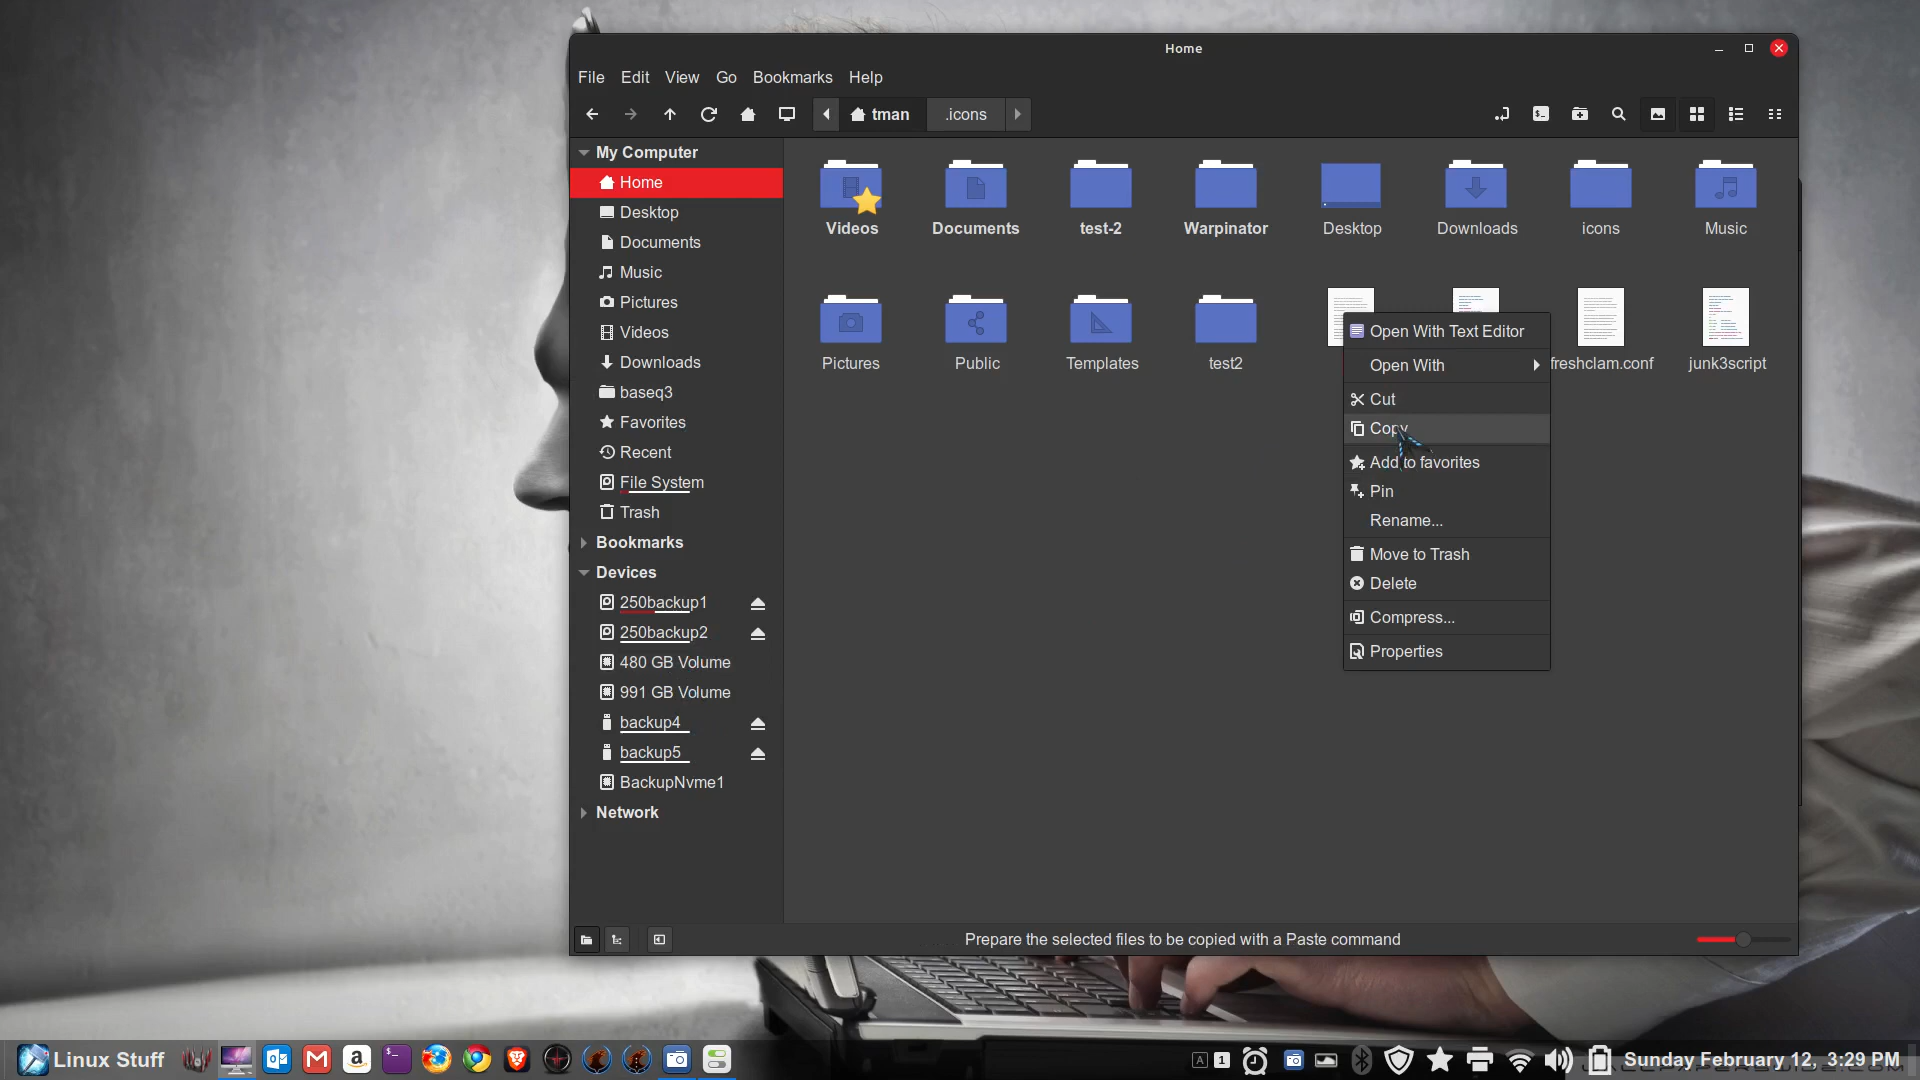 Home
File Edit View Go Bookmarks Help
tman .icons
My Computer
Home
Desktop
Documents
Music
Pictures
Videos
Downloads
baseq3
Favorites
Recent
File System
Trash
Bookmarks
Devices
250backup1
250backup2
480 GB Volume
991 GB Volume
backup4
backup5
BackupNvme1
Network
Videos Documents test-2 Warpinator Desktop Downloads icons Music
Pictures Public Templates test2 freshclam.conf junk3script
Open With Text Editor
Open With
Cut
Copy
Add to favorites
Pin
Rename...
Move to Trash
Delete
Compress...
Properties
Prepare the selected files to be copied with a Paste command
Linux Stuff
A 1
Sunday February 12, 3:29 PM